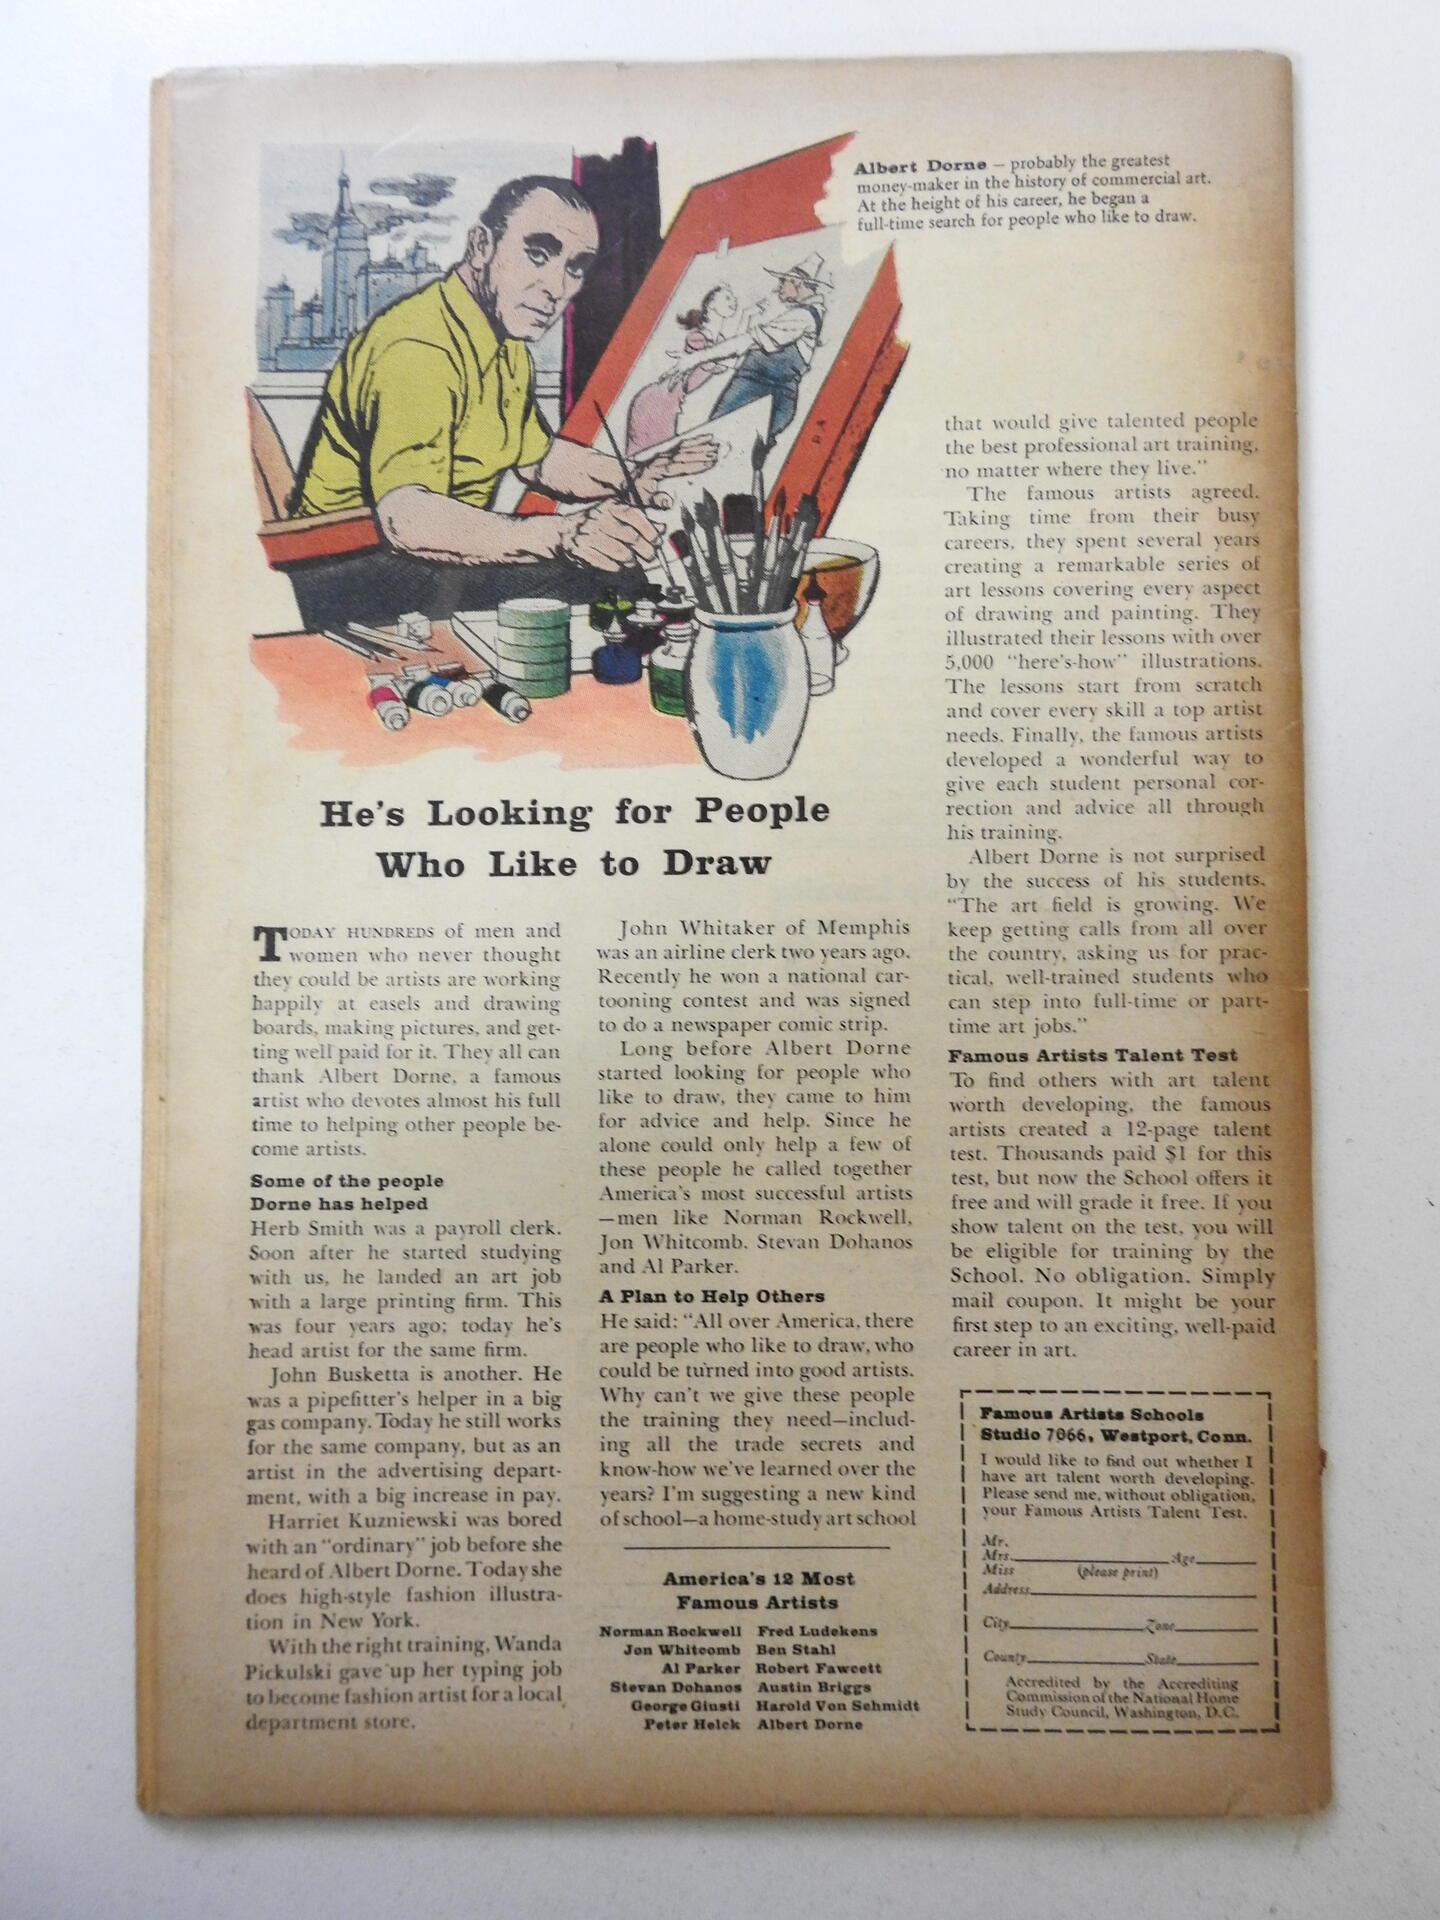 Albert Dorne — probably the greatest
money-maker in the history of commercial art.
At the height of his career, he began a
full-time search for people who like to draw.
D A
He's Looking for People
Who Like to Draw
TODAY HUNDREDS of men and
women who never thought
they could be artists are working
happily at easels and drawing
boards, making pictures, and get-
ting well paid for it. They all can
thank Albert Dorne, a famous
artist who devotes almost his full
time to helping other people be-
come artists.
Some of the people
Dorne has helped
Herb Smith was a payroll clerk.
Soon after he started studying
with us, he landed an art job
with a large printing firm. This
was four years ago; today he's
head artist for the same firm.
John Busketta is another. He
was a pipefitter's helper in a big
gas company. Today he still works
for the same company, but as an
artist in the advertising depart-
ment, with a big increase in pay.
Harriet Kuzniewski was bored
with an "ordinary" job before she
heard of Albert Dorne. Today she
does high-style fashion illustra-
tion in New York.
With the right training, Wanda
Pickulski gave up her typing job
to become fashion artist for a local
department store.
John Whitaker of Memphis
was an airline clerk two years ago.
Recently he won a national car-
tooning contest and was signed
to do a newspaper comic strip.
Long before Albert Dorne
started looking for people who
like to draw, they came to him
for advice and help. Since he
alone could only help a few of
these people he called together
America's most successful artists
—men like Norman Rockwell,
Jon Whitcomb, Stevan Dohanos
and Al Parker.
A Plan to Help Others
He said: "All over America, there
are people who like to draw, who
could be turned into good artists.
Why can't we give these people
the training they need—includ-
ing all the trade secrets and
know-how we've learned over the
years? I'm suggesting a new kind
of school—a home-study art school
America's 12 Most
Famous Artists
Norman Rockwell Fred Ludekens
Jon Whitcomb Ben Stahl
Al Parker Robert Fawcett
Stevan Dohanos Austin Briggs
George Giusti Harold Von Schmidt
Peter Helck Albert Dorne
that would give talented people
the best professional art training,
no matter where they live."
The famous artists agreed.
Taking time from their busy
careers, they spent several years
creating a remarkable series of
art lessons covering every aspect
of drawing and painting. They
illustrated their lessons with over
5,000 "here's-how" illustrations.
The lessons start from scratch
and cover every skill a top artist
needs. Finally, the famous artists
developed a wonderful way to
give each student personal cor-
rection and advice all through
his training.
Albert Dorne is not surprised
by the success of his students.
"The art field is growing. We
keep getting calls from all over
the country, asking us for prac-
tical, well-trained students who
can step into full-time or part-
time art jobs."
Famous Artists Talent Test
To find others with art talent
worth developing, the famous
artists created a 12-page talent
test. Thousands paid $1 for this
test, but now the School offers it
free and will grade it free. If you
show talent on the test, you will
be eligible for training by the
School. No obligation. Simply
mail coupon. It might be your
first step to an exciting, well-paid
career in art.
Famous Artists Schools
Studio 7066, Westport, Conn.
I would like to find out whether I
have art talent worth developing.
Please send me, without obligation,
your Famous Artists Talent Test.
Mr.
Mrs. Age
Miss (please print)
Address
City Zone
County State
Accredited by the Accrediting
Commission of the National Home
Study Council, Washington, D.C.